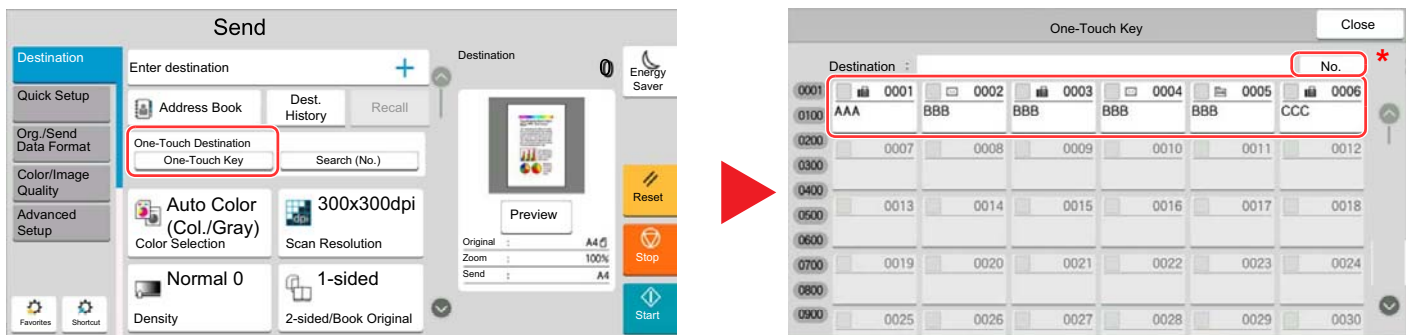 Send
Destination
Quick Setup
Org./Send
Data Format
Color/Image
Quality
Advanced
Setup
Favorites
Shortcut
Enter destination
Address Book
Dest.
History
Recall
One-Touch Destination
One-Touch Key
Search (No.)
Auto Color
(Col./Gray)
Color Selection
300x300dpi
Scan Resolution
Normal 0
Density
1-sided
2-sided/Book Original
Destination 0
Preview
Original : A4
Zoom : 100%
Send : A4
Energy
Saver
Reset
Stop
Start
One-Touch Key
Close
Destination :
No.
*
0001
0100
0200
0300
0400
0500
0600
0700
0800
0900
0001 0002 0003 0004 0005 0006
AAA BBB BBB BBB BBB CCC
0007 0008 0009 0010 0011 0012
0013 0014 0015 0016 0017 0018
0019 0020 0021 0022 0023 0024
0025 0026 0027 0028 0029 0030